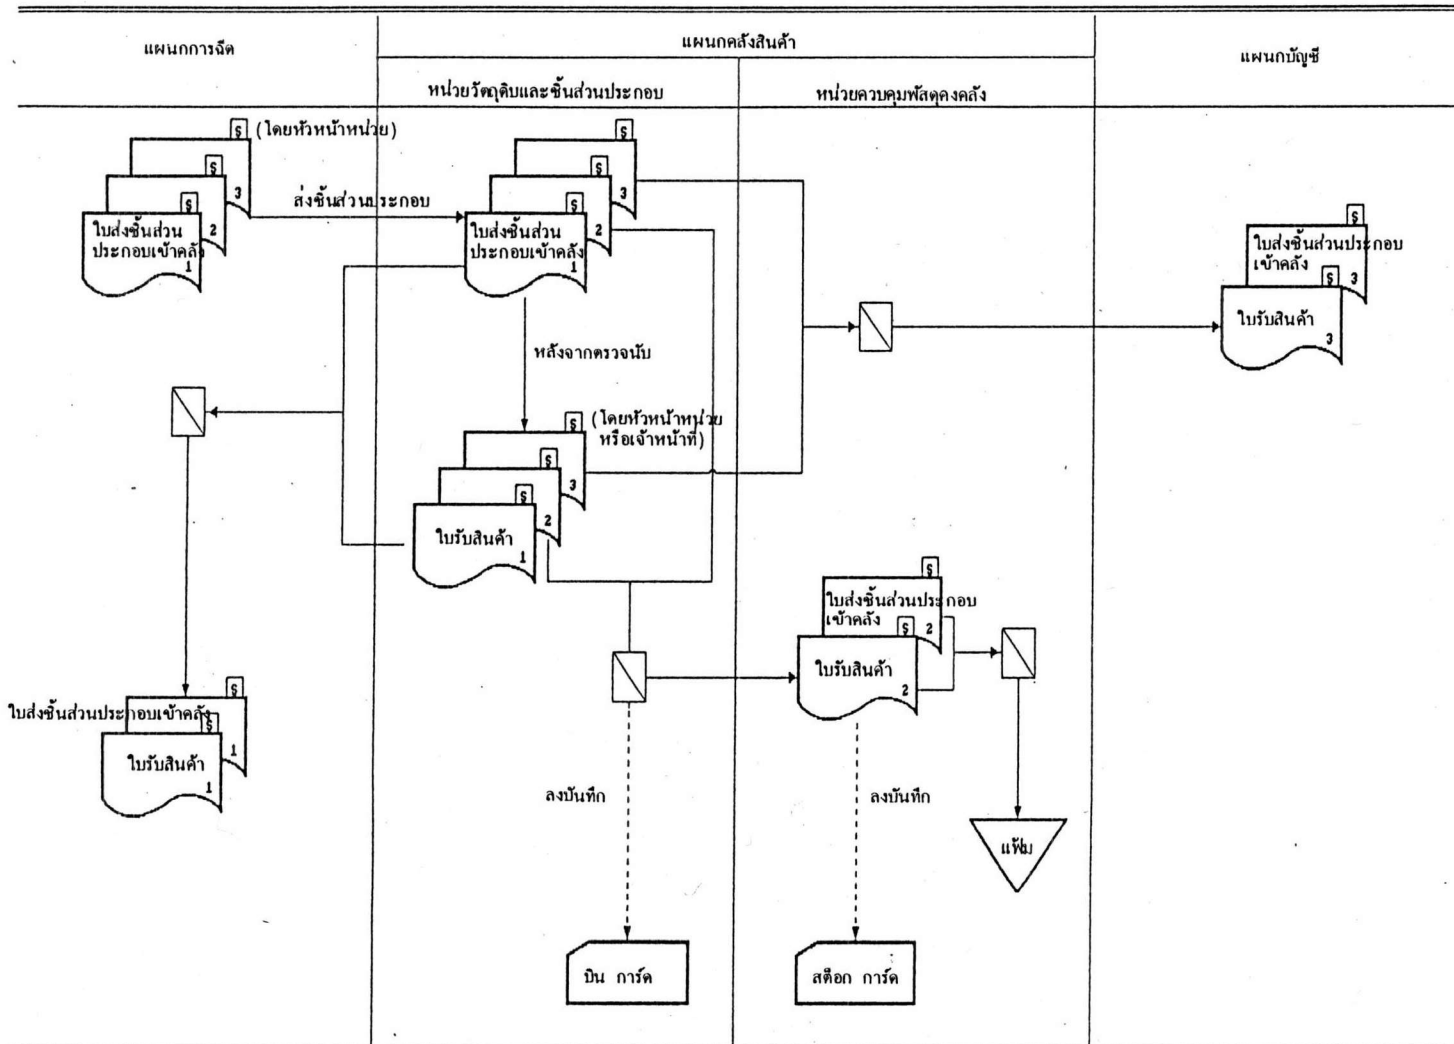 แผนกการฉีด
แผนกคลังสินค้า
แผนกบัญชี
หน่วยวัตถุดิบและชิ้นส่วนประกอบ
หน่วยควบคุมพัสดุคงคลัง
S
(โดยหัวหน้าหน่วย)
S
3
S
2
ใบส่งชิ้นส่วน
ประกอบเข้าคลัง
1
ส่งชิ้นส่วนประกอบ
S
S
3
S
2
ใบส่งชิ้นส่วน
ประกอบเข้าคลัง
1
S
ใบส่งชิ้นส่วนประกอบ
เข้าคลัง
S
3
ใบรับสินค้า
3
หลังจากตรวจนับ
S
(โดยหัวหน้าหน่วย
หรือเจ้าหน้าที่)
S
3
S
2
ใบรับสินค้า
1
S
ใบส่งชิ้นส่วนประกอบ
เข้าคลัง
S
2
ใบรับสินค้า
2
S
ใบส่งชิ้นส่วนประกอบเข้าคลัง
S
1
ใบรับสินค้า
1
ลงบันทึก
ลงบันทึก
แฟ้ม
บิน การ์ด
สต็อก การ์ด